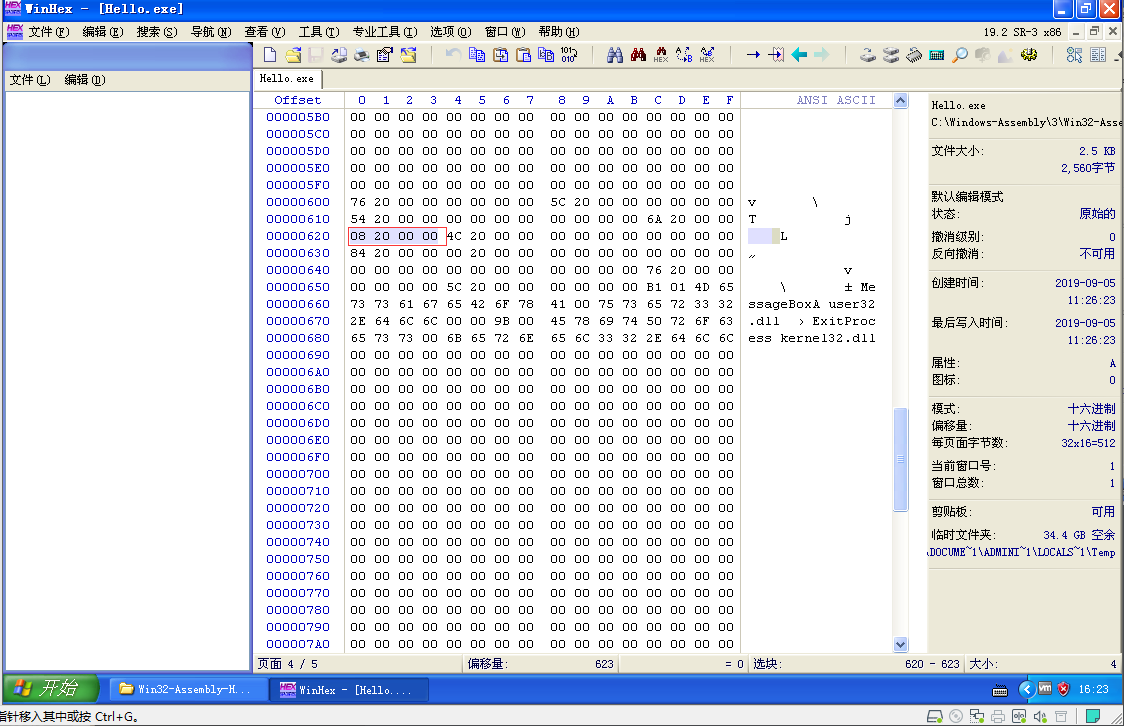 WinHex - [Hello.exe]
文件(F) 编辑(E) 搜索(S) 导航(N) 查看(V) 工具(T) 专业工具(I) 选项(O) 窗口(W) 帮助(H) 19.2 SR-3 x86
文件(L) 编辑(D)
Hello.exe
Offset 0 1 2 3 4 5 6 7 8 9 A B C D E F ANSI ASCII
000005B0 00 00 00 00 00 00 00 00 00 00 00 00 00 00 00 00
000005C0 00 00 00 00 00 00 00 00 00 00 00 00 00 00 00 00
000005D0 00 00 00 00 00 00 00 00 00 00 00 00 00 00 00 00
000005E0 00 00 00 00 00 00 00 00 00 00 00 00 00 00 00 00
000005F0 00 00 00 00 00 00 00 00 00 00 00 00 00 00 00 00
00000600 76 20 00 00 00 00 00 00 5C 20 00 00 00 00 00 00 v \
00000610 54 20 00 00 00 00 00 00 00 00 00 00 6A 20 00 00 T j
00000620 08 20 00 00 4C 20 00 00 00 00 00 00 00 00 00 00 L
00000630 84 20 00 00 00 20 00 00 00 00 00 00 00 00 00 00 „
00000640 00 00 00 00 00 00 00 00 00 00 00 00 76 20 00 00 v
00000650 00 00 00 00 5C 20 00 00 00 00 00 00 B1 01 4D 65 \ ± Me
00000660 73 73 61 67 65 42 6F 78 41 00 75 73 65 72 33 32 ssageBoxA user32
00000670 2E 64 6C 6C 00 00 9B 00 45 78 69 74 50 72 6F 63 .dll › ExitProc
00000680 65 73 73 00 6B 65 72 6E 65 6C 33 32 2E 64 6C 6C ess kernel32.dll
00000690 00 00 00 00 00 00 00 00 00 00 00 00 00 00 00 00
000006A0 00 00 00 00 00 00 00 00 00 00 00 00 00 00 00 00
000006B0 00 00 00 00 00 00 00 00 00 00 00 00 00 00 00 00
000006C0 00 00 00 00 00 00 00 00 00 00 00 00 00 00 00 00
000006D0 00 00 00 00 00 00 00 00 00 00 00 00 00 00 00 00
000006E0 00 00 00 00 00 00 00 00 00 00 00 00 00 00 00 00
000006F0 00 00 00 00 00 00 00 00 00 00 00 00 00 00 00 00
00000700 00 00 00 00 00 00 00 00 00 00 00 00 00 00 00 00
00000710 00 00 00 00 00 00 00 00 00 00 00 00 00 00 00 00
00000720 00 00 00 00 00 00 00 00 00 00 00 00 00 00 00 00
00000730 00 00 00 00 00 00 00 00 00 00 00 00 00 00 00 00
00000740 00 00 00 00 00 00 00 00 00 00 00 00 00 00 00 00
00000750 00 00 00 00 00 00 00 00 00 00 00 00 00 00 00 00
00000760 00 00 00 00 00 00 00 00 00 00 00 00 00 00 00 00
00000770 00 00 00 00 00 00 00 00 00 00 00 00 00 00 00 00
00000780 00 00 00 00 00 00 00 00 00 00 00 00 00 00 00 00
00000790 00 00 00 00 00 00 00 00 00 00 00 00 00 00 00 00
000007A0 00 00 00 00 00 00 00 00 00 00 00 00 00 00 00 00
Hello.exe
C:\Windows-Assembly\3\Win32-Asse
文件大小: 2.5 KB
2,560字节
默认编辑模式
状态: 原始的
撤消级别: 0
反向撤消: 不可用
创建时间: 2019-09-05
11:26:23
最后写入时间: 2019-09-05
11:26:23
属性: A
图标: 0
模式: 十六进制
偏移量: 十六进制
每页面字节数: 32x16=512
当前窗口号: 1
窗口总数: 1
剪贴板: 可用
临时文件夹: 34.4 GB 空余
\DOCUME~1\ADMINI~1\LOCALS~1\Temp
页面 4 / 5 偏移量: 623 = 0 选块: 620 - 623 大小: 4
开始 Win32-Assembly-H... WinHex - [Hello.... 16:23
指针移入其中或按 Ctrl+G。